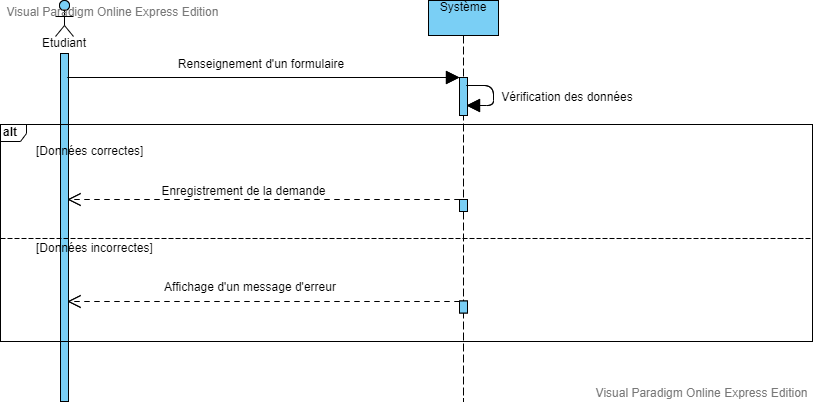 Visual Paradigm Online Express Edition
Système
Etudiant
Renseignement d'un formulaire
Vérification des données
alt
[Données correctes]
Enregistrement de la demande
[Données incorrectes]
Affichage d'un message d'erreur
Visual Paradigm Online Express Edition